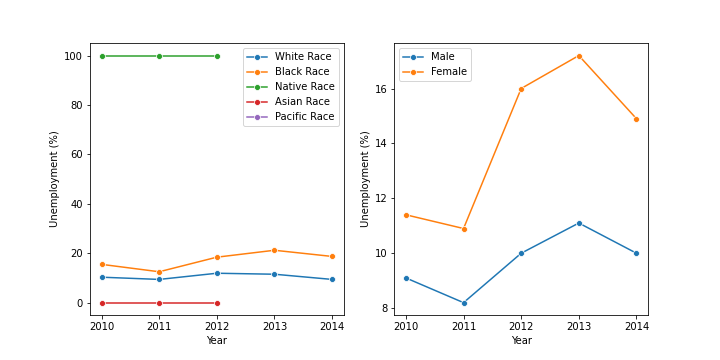 100
80
60
40
20
0
Unemployment (%)
White Race
Black Race
Native Race
Asian Race
Pacific Race
2010 2011 2012 2013 2014
Year
16
14
12
10
8
Unemployment (%)
Male
Female
2010 2011 2012 2013 2014
Year